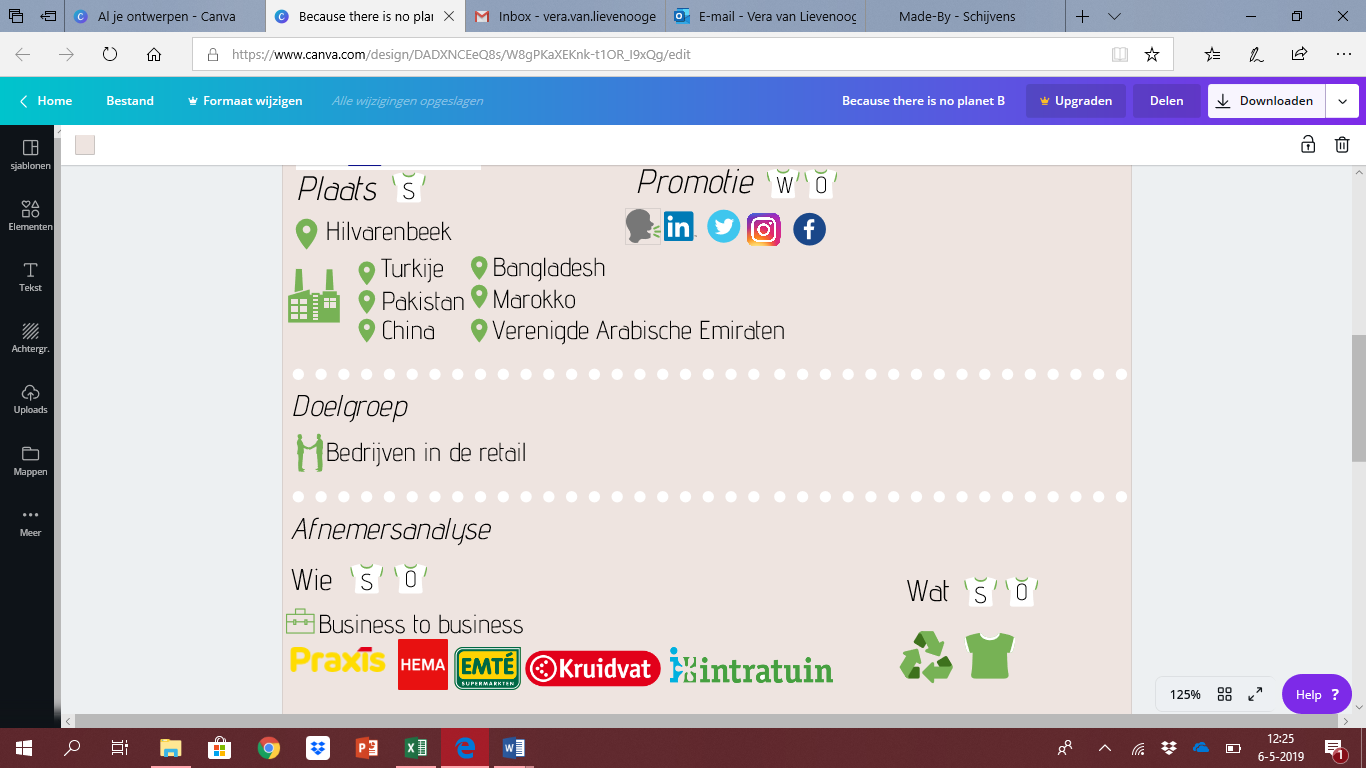 Al je ontwerpen - Canva
Because there is no plan
Inbox - vera.van.lievenooge
E-mail - Vera van Lievenoog
Made-By - Schijvens
https://www.canva.com/design/DADXNCEeQ8s/W8gPKaXEKnk-t1OR_I9xQg/edit
Home
Bestand
Formaat wijzigen
Alle wijzigingen opgeslagen
Because there is no planet B
Upgraden
Delen
Downloaden
sjablonen
Elementen
Tekst
Achtergr.
Uploads
Mappen
Meer
Plaats S
Promotie W O
Hilvarenbeek
in
Turkije
Bangladesh
Pakistan
Marokko
China
Verenigde Arabische Emiraten
Doelgroep
Bedrijven in de retail
Afnemersanalyse
Wie S O
Wat S O
Business to business
Praxis
HEMA
EMTÉ
SUPERMARKTEN
Kruidvat
intratuin
125%
Help ?
12:25
6-5-2019
1